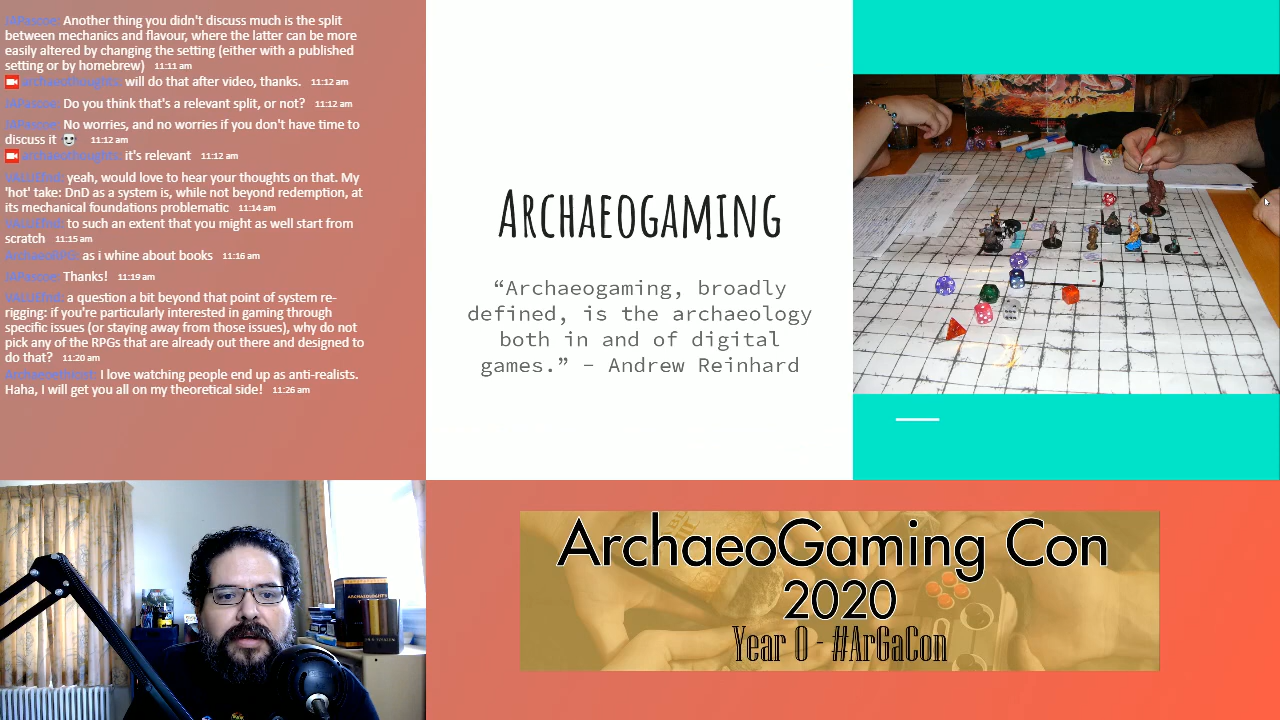 JAPascoe: Another thing you didn't discuss much is the split
between mechanics and flavour, where the latter can be more
easily altered by changing the setting (either with a published
setting or by homebrew) 11:11 am
archaeothoughts: will do that after video, thanks. 11:12 am
JAPascoe: Do you think that's a relevant split, or not? 11:12 am
JAPascoe: No worries, and no worries if you don't have time to
discuss it 11:12 am
archaeothoughts: it's relevant 11:12 am
VALUEfnd: yeah, would love to hear your thoughts on that. My
'hot' take: DnD as a system is, while not beyond redemption, at
its mechanical foundations problematic 11:14 am
VALUEfnd: to such an extent that you might as well start from
scratch 11:15 am
ArchaeoRPG: as i whine about books 11:16 am
JAPascoe: Thanks! 11:19 am
VALUEfnd: a question a bit beyond that point of system re-
rigging: if you're particularly interested in gaming through
specific issues (or staying away from those issues), why do not
pick any of the RPGs that are already out there and designed to
do that? 11:20 am
I love watching people end up as anti-realists.
Haha, I will get you all on my theoretical side! 11:26 am
ARCHAEOGAMING
“Archaeogaming, broadly
defined, is the archaeology
both in and of digital
games.” – Andrew Reinhard
ArchaeoGaming Con
2020
Year 0 - #ArGaCon